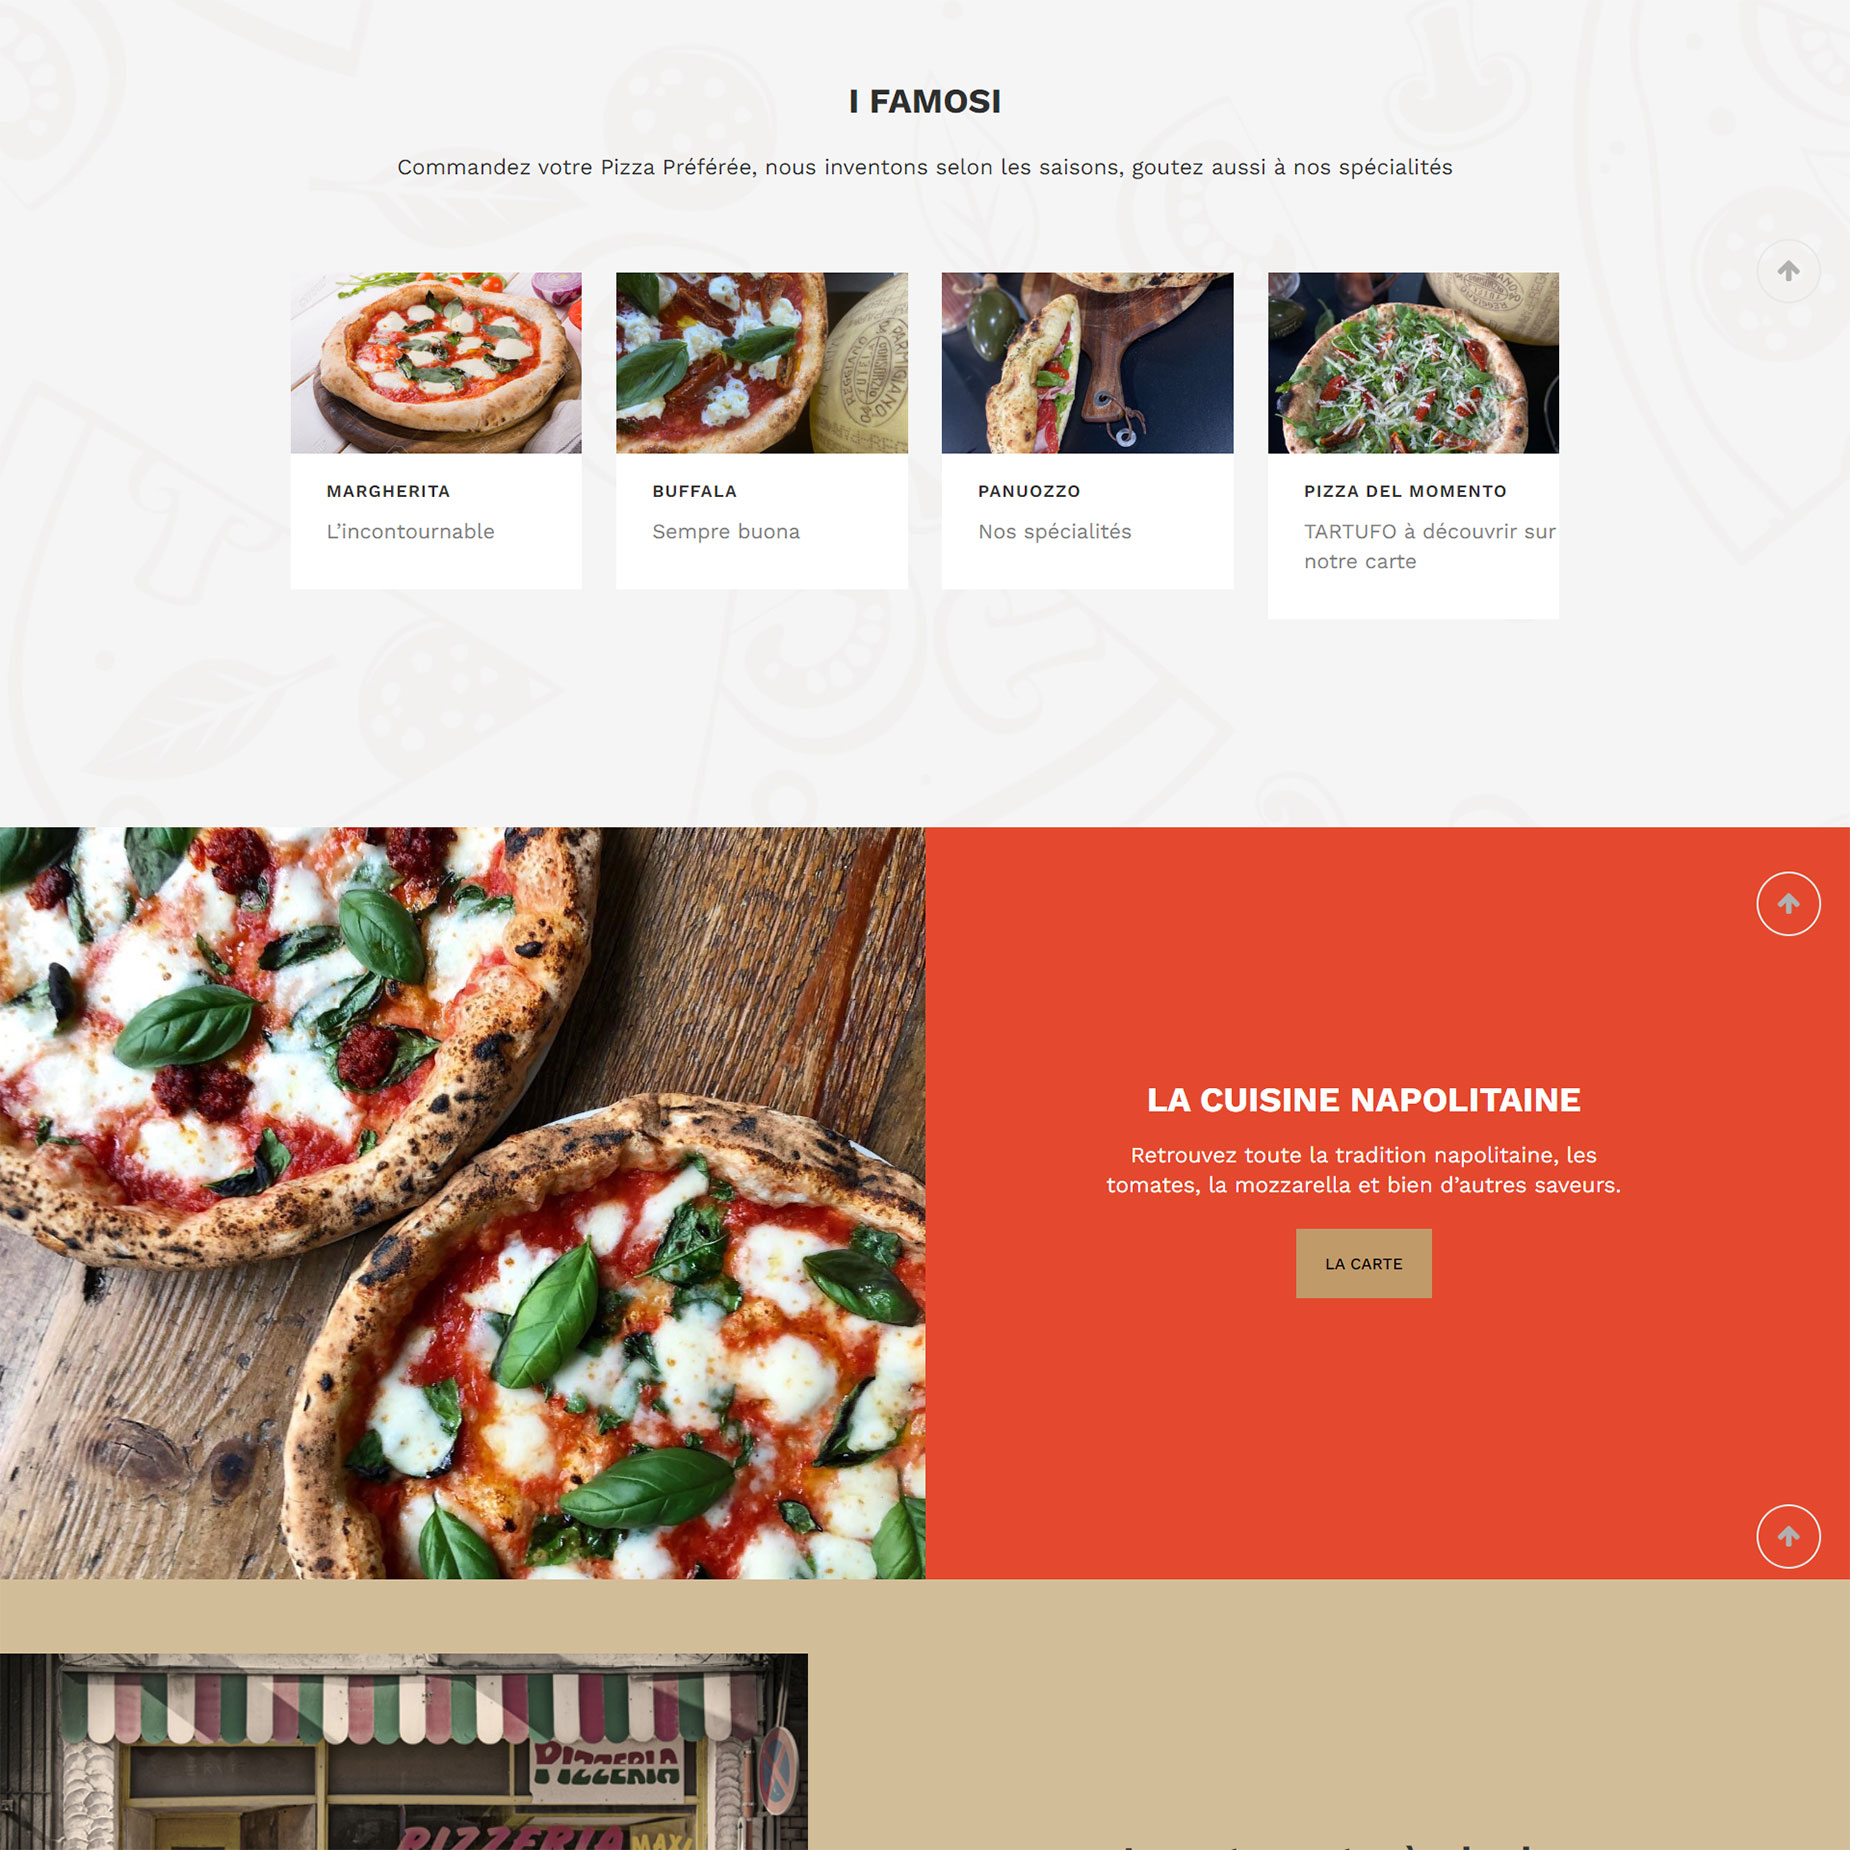 I FAMOSI
Commandez votre Pizza Préférée, nous inventons selon les saisons, goutez aussi à nos spécialités
REGGIANO
PARMIGIANO
MARGHERITA
L’incontournable
BUFFALA
Sempre buona
PANUOZZO
Nos spécialités
PIZZA DEL MOMENTO
TARTUFO à découvrir sur
notre carte
LA CUISINE NAPOLITAINE
Retrouvez toute la tradition napolitaine, les
tomates, la mozzarella et bien d’autres saveurs.
LA CARTE
PIZZERIA
PIZZERIA MAXI